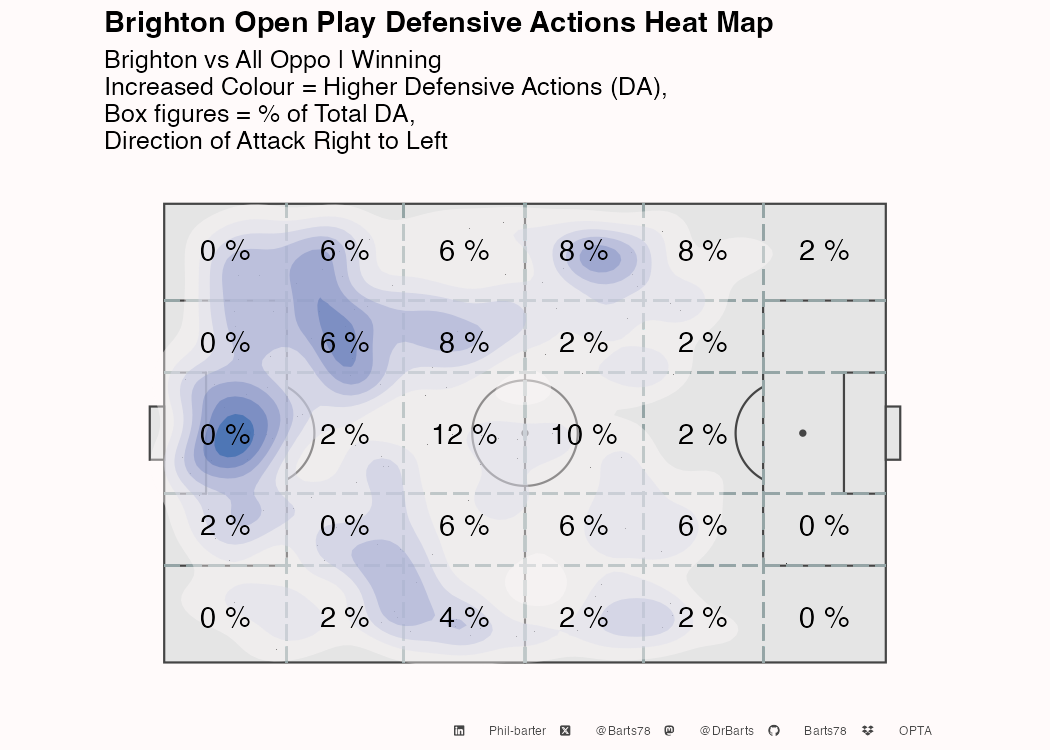 Brighton Open Play Defensive Actions Heat Map
Brighton vs All Oppo | Winning
Increased Colour = Higher Defensive Actions (DA),
Box figures = % of Total DA,
Direction of Attack Right to Left
0 % 6 % 6 % 8 % 8 % 2 %
0 % 6 % 8 % 2 % 2 %
0 % 2 % 12 % 10 % 2 %
2 % 0 % 6 % 6 % 6 % 0 %
0 % 2 % 4 % 2 % 2 % 0 %
Phil-barter @Barts78 @DrBarts Barts78 OPTA